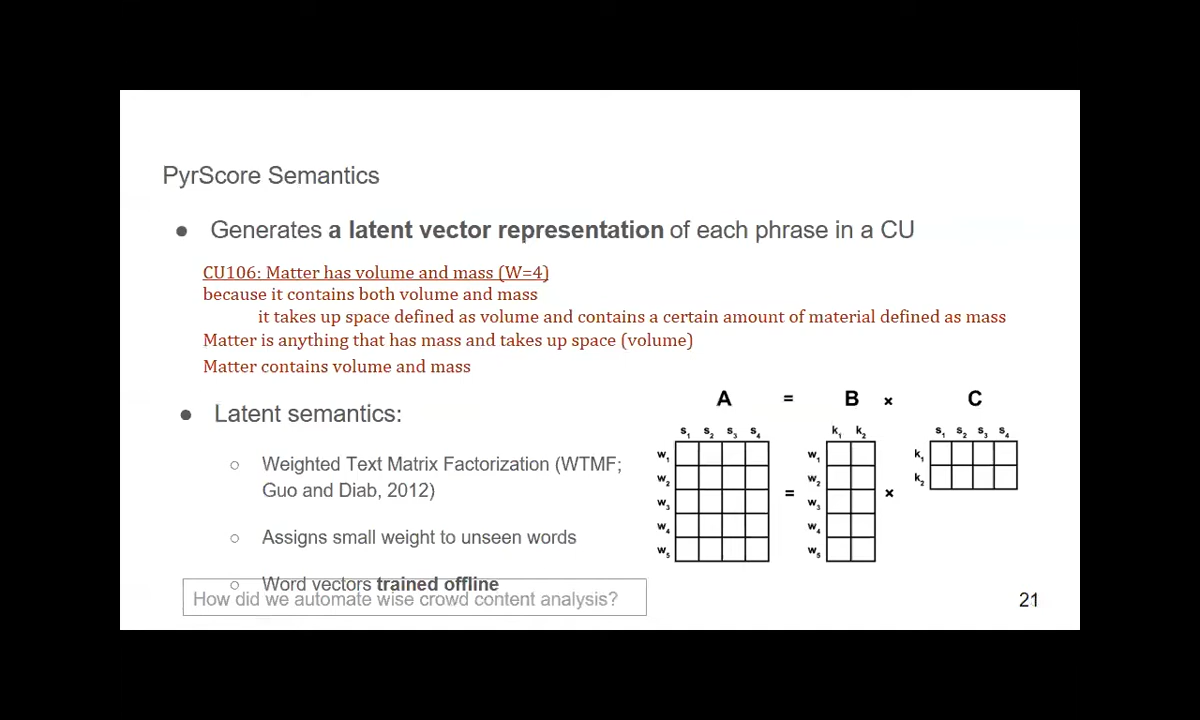 PyrScore Semantics
● Generates a latent vector representation of each phrase in a CU
CU106: Matter has volume and mass (W=4)
because it contains both volume and mass
it takes up space defined as volume and contains a certain amount of material defined as mass
Matter is anything that has mass and takes up space (volume)
Matter contains volume and mass
● Latent semantics:
○ Weighted Text Matrix Factorization (WTMF;
Guo and Diab, 2012)
○ Assigns small weight to unseen words
○ Word vectors trained offline
How did we automate wise crowd content analysis?
A = B × C
s₁ s₂ s₃ s₄
w₁
w₂
w₃
w₄
w₅
=
k₁ k₂
w₁
w₂
w₃
w₄
w₅
×
s₁ s₂ s₃ s₄
k₁
k₂
21